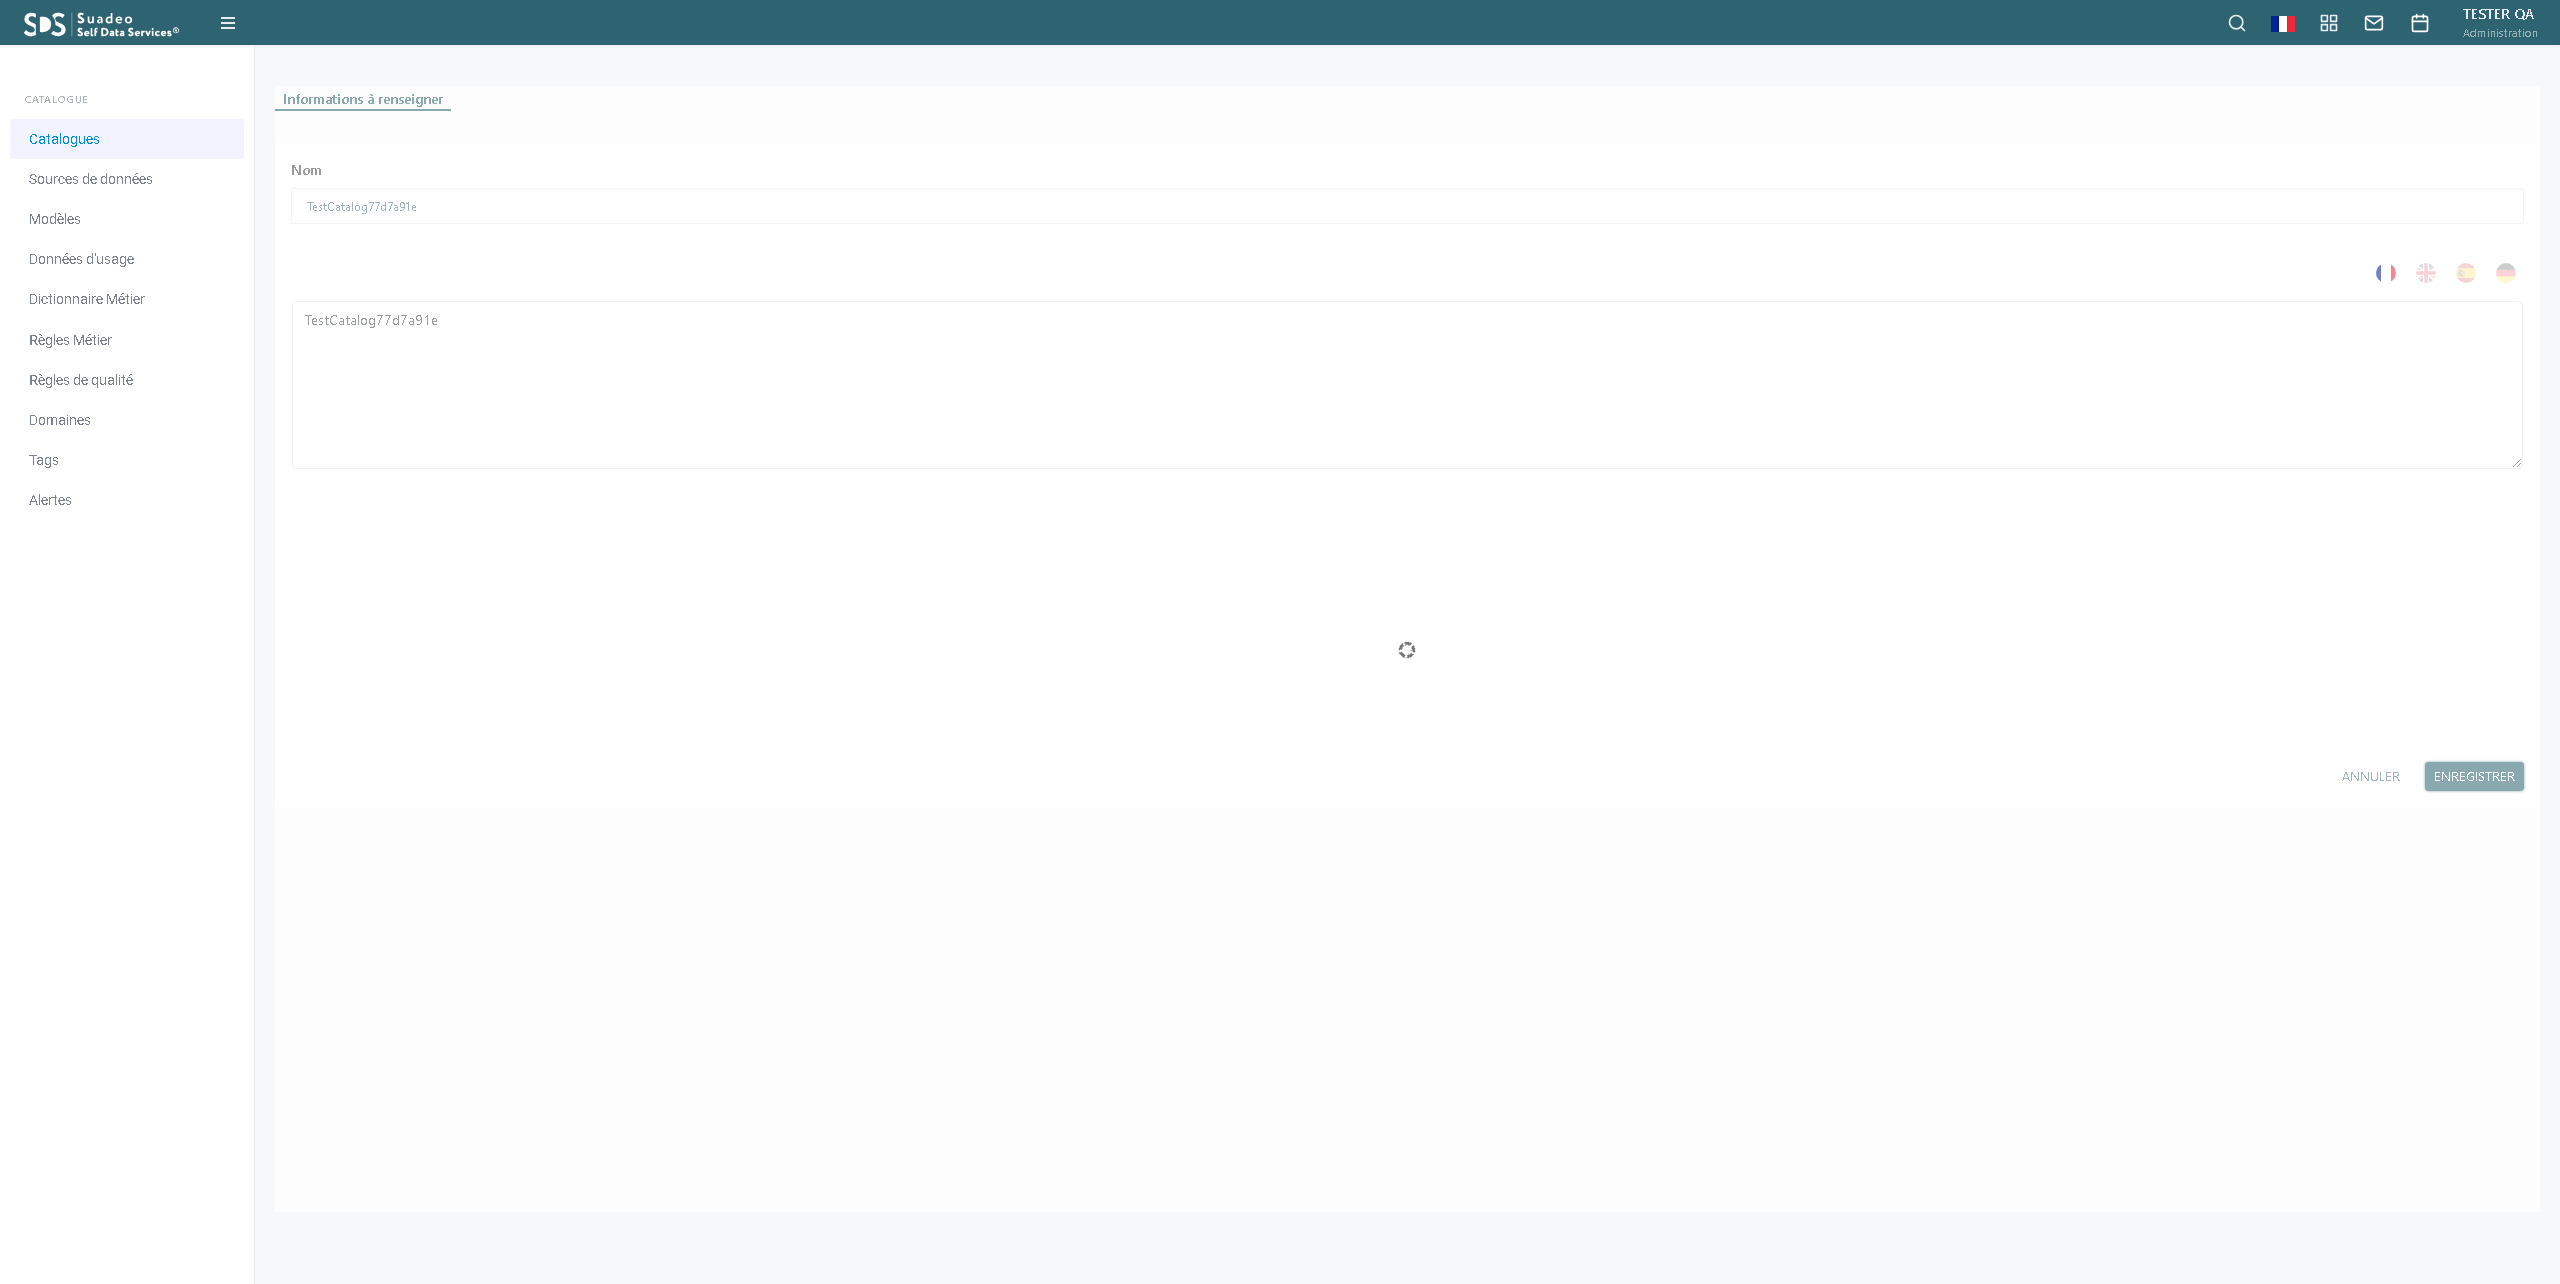 SDS Suadeo
Self Data Services®
TESTER QA
Administration
CATALOGUE
Catalogues
Sources de données
Modèles
Données d'usage
Dictionnaire Métier
Règles Métier
Règles de qualité
Domaines
Tags
Alertes
Informations à renseigner
Nom
TestCatalog77d7a91e
TestCatalog77d7a91e
ANNULER
ENREGISTRER